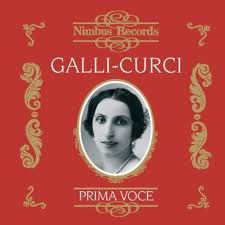 Nimbus Records
GALLI-CURCI
PRIMA VOCE